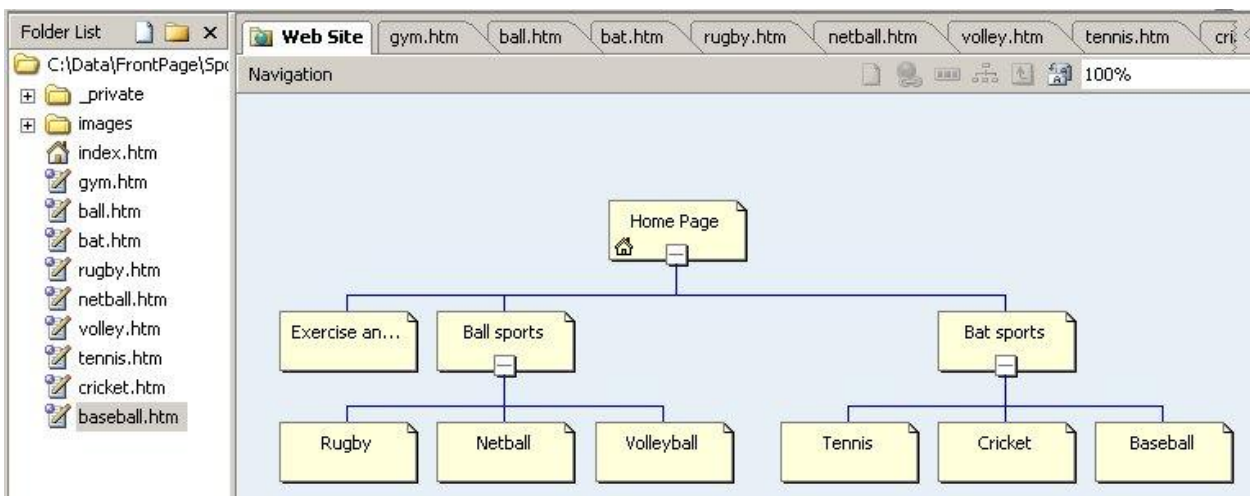 Folder List
C:\Data\FrontPage\Spo
_private
images
index.htm
gym.htm
ball.htm
bat.htm
rugby.htm
netball.htm
volley.htm
tennis.htm
cricket.htm
baseball.htm
Web Site gym.htm ball.htm bat.htm rugby.htm netball.htm volley.htm tennis.htm cri
Navigation 100%
Home Page
Exercise an... Ball sports Bat sports
Rugby Netball Volleyball Tennis Cricket Baseball